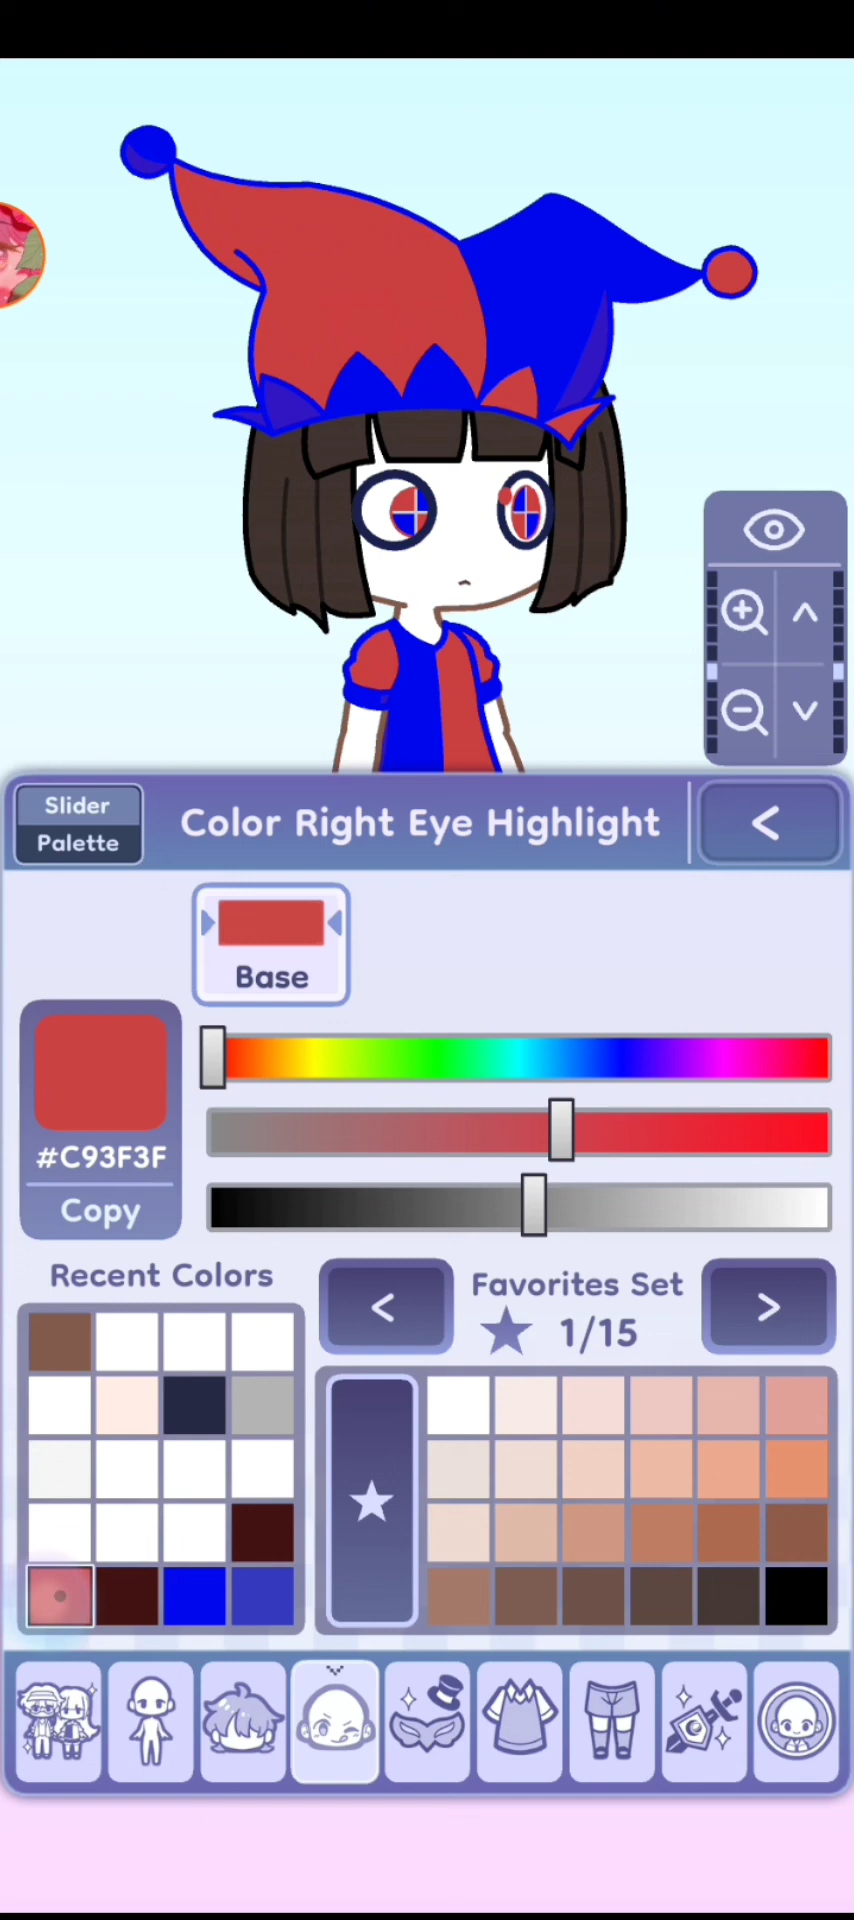 Slider
Palette
Color Right Eye Highlight
Base
#C93F3F
Copy
Recent Colors
Favorites Set
1/15